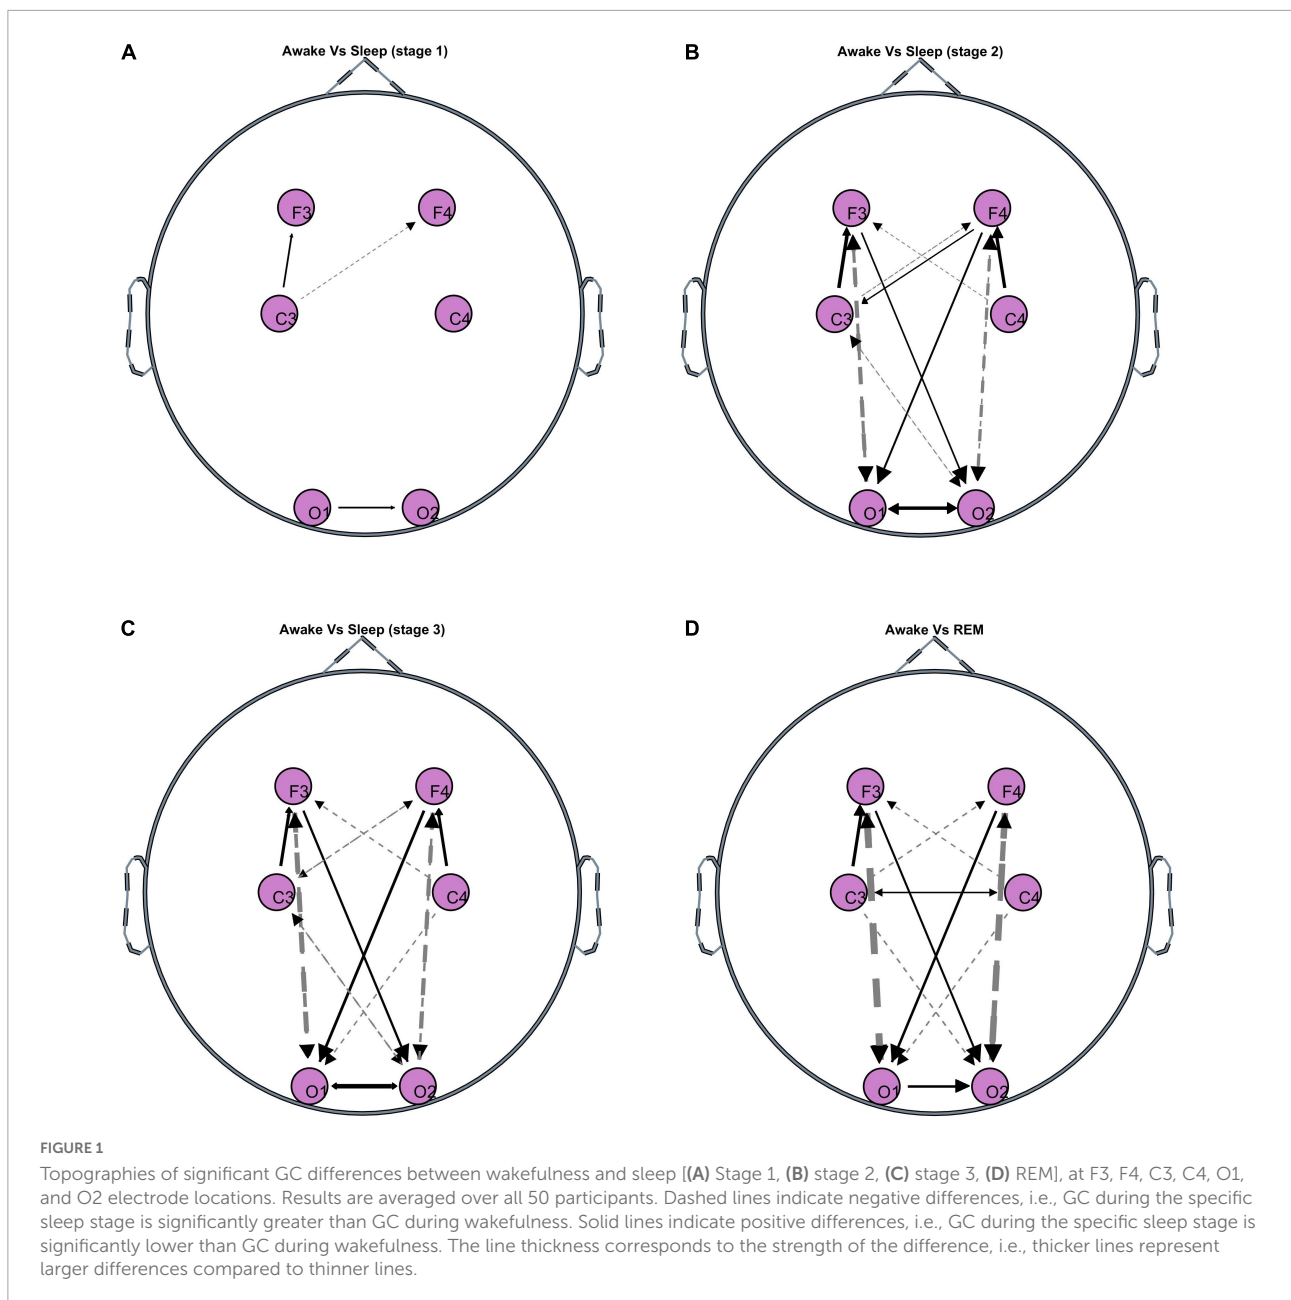 A
Awake Vs Sleep (stage 1)
F3
F4
C3
C4
O1
O2
B
Awake Vs Sleep (stage 2)
F3
F4
C3
C4
O1
O2
C
Awake Vs Sleep (stage 3)
F3
F4
C3
C4
O1
O2
D
Awake Vs REM
F3
F4
C3
C4
O1
O2
FIGURE 1
Topographies of significant GC differences between wakefulness and sleep [(A) Stage 1, (B) stage 2, (C) stage 3, (D) REM], at F3, F4, C3, C4, O1,
and O2 electrode locations. Results are averaged over all 50 participants. Dashed lines indicate negative differences, i.e., GC during the specific
sleep stage is significantly greater than GC during wakefulness. Solid lines indicate positive differences, i.e., GC during the specific sleep stage is
significantly lower than GC during wakefulness. The line thickness corresponds to the strength of the difference, i.e., thicker lines represent
larger differences compared to thinner lines.